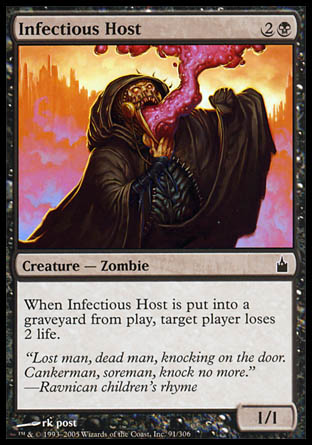 Infectious Host 2
Creature — Zombie
When Infectious Host is put into a
graveyard from play, target player loses
2 life.
“Lost man, dead man, knocking on the door.
Cankerman, soreman, knock no more.”
—Ravnican children’s rhyme
rk post
™ & © 1993–2005 Wizards of the Coast, Inc. 91/306
1/1